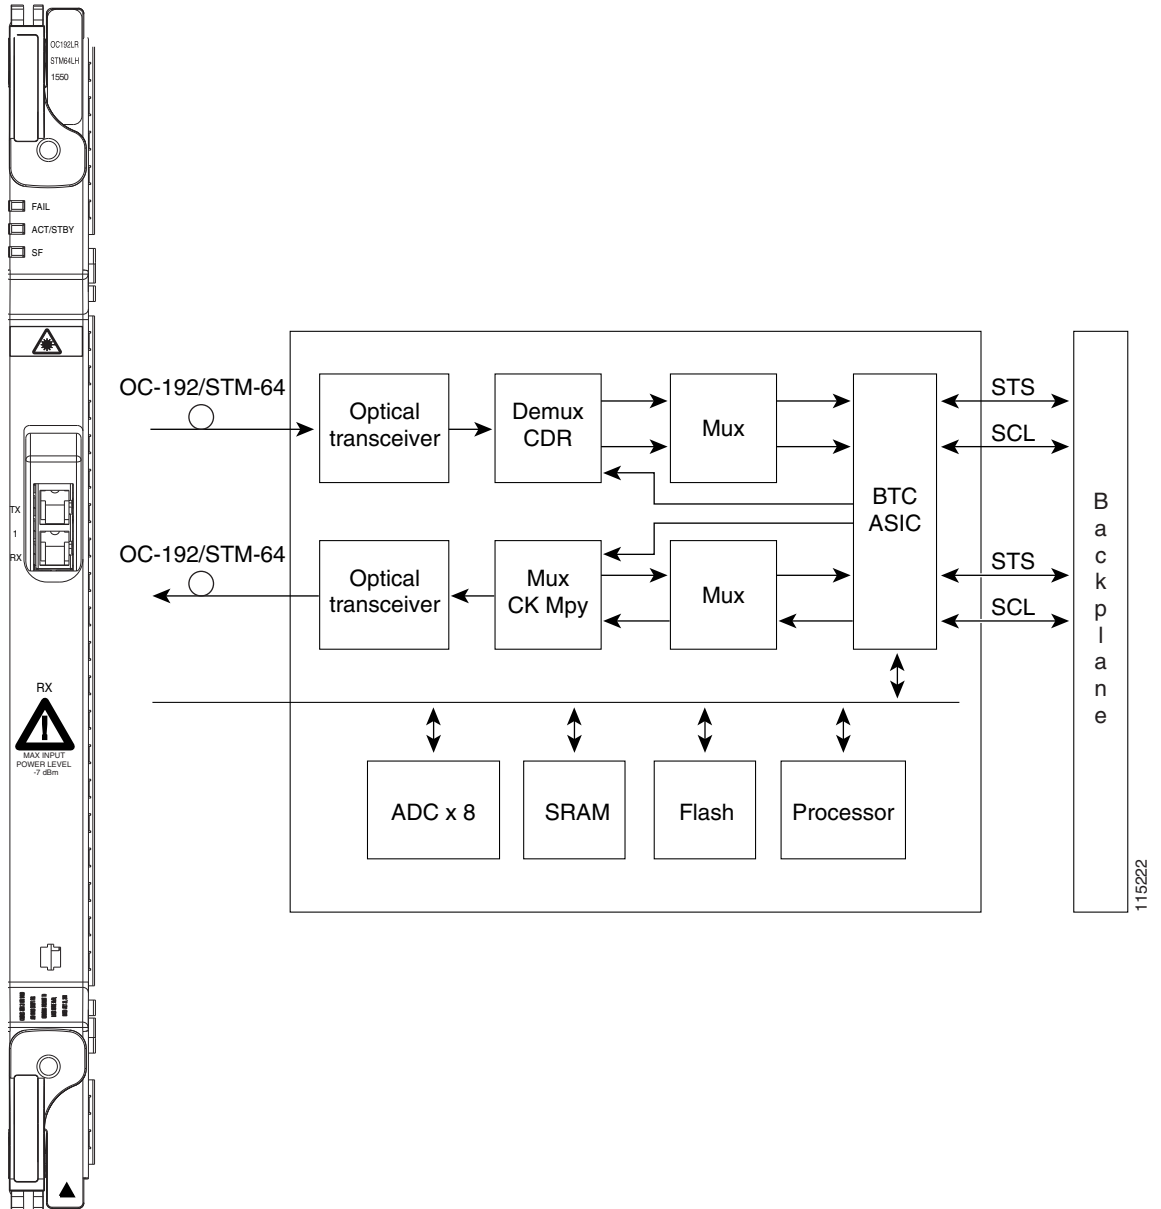 OC192LR
STM64LH
1550
FAIL
ACT/STBY
SF
TX
1
RX
RX
MAX INPUT
POWER LEVEL
-7 dBm
OC-192/STM-64
Optical
transceiver
Demux
CDR
Mux
BTC
ASIC
STS
SCL
OC-192/STM-64
Optical
transceiver
Mux
CK Mpy
Mux
STS
SCL
Backplane
ADC x 8
SRAM
Flash
Processor
115222